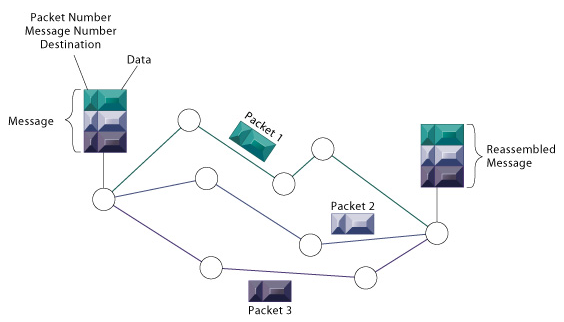 Packet Number
Message Number
Destination
Data
Message
Packet 1
Packet 2
Packet 3
Reassembled
Message